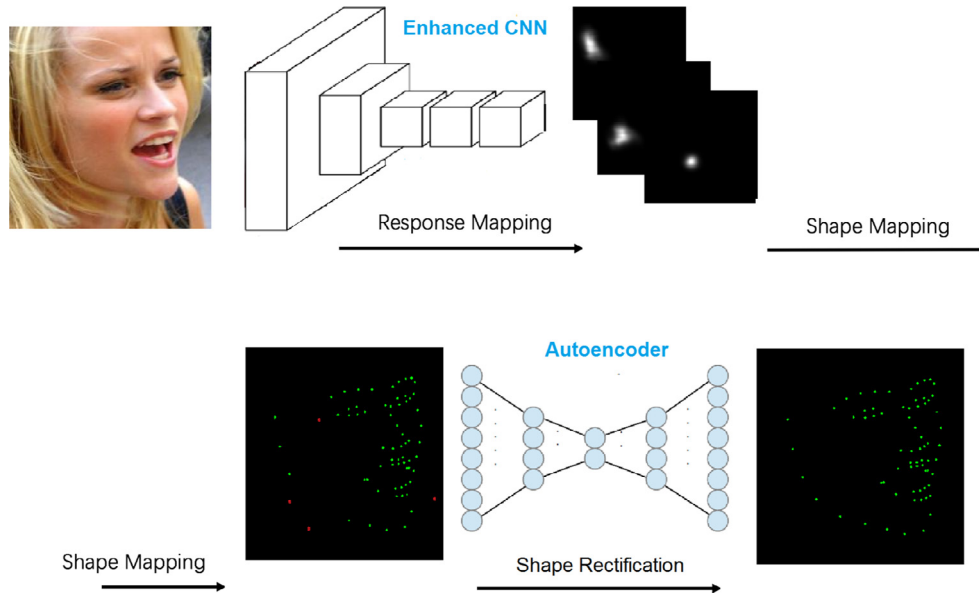 Enhanced CNN
Response Mapping
Shape Mapping
Autoencoder
Shape Mapping
Shape Rectification